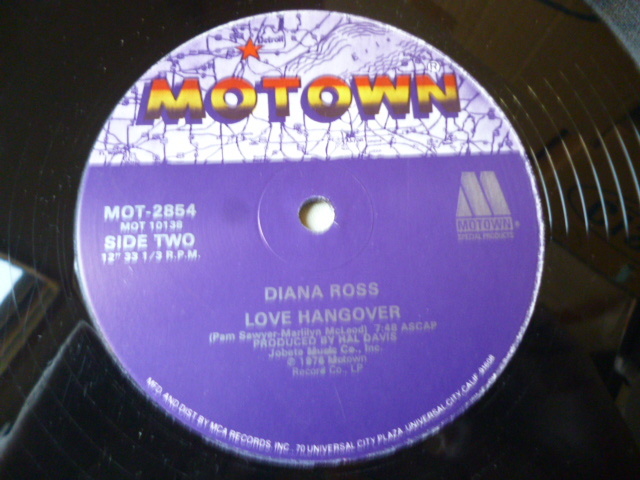 Detroit
MOTOWN®
MOT-2854
MOT 10138
SIDE TWO
12" 33 1/3 R.P.M.
MOTOWN®
SPECIAL PRODUCTS
DIANA ROSS
LOVE HANGOVER
(Pam Sawyer-Marilyn McLeod) 7:48 ASCAP
PRODUCED BY HAL DAVIS
Jobete Music Co., Inc.
℗ 1976 Motown
Record Co., LP
MFD. AND DIST. BY MCA RECORDS, INC. 70 UNIVERSAL CITY PLAZA, UNIVERSAL CITY, CALIF. 91608